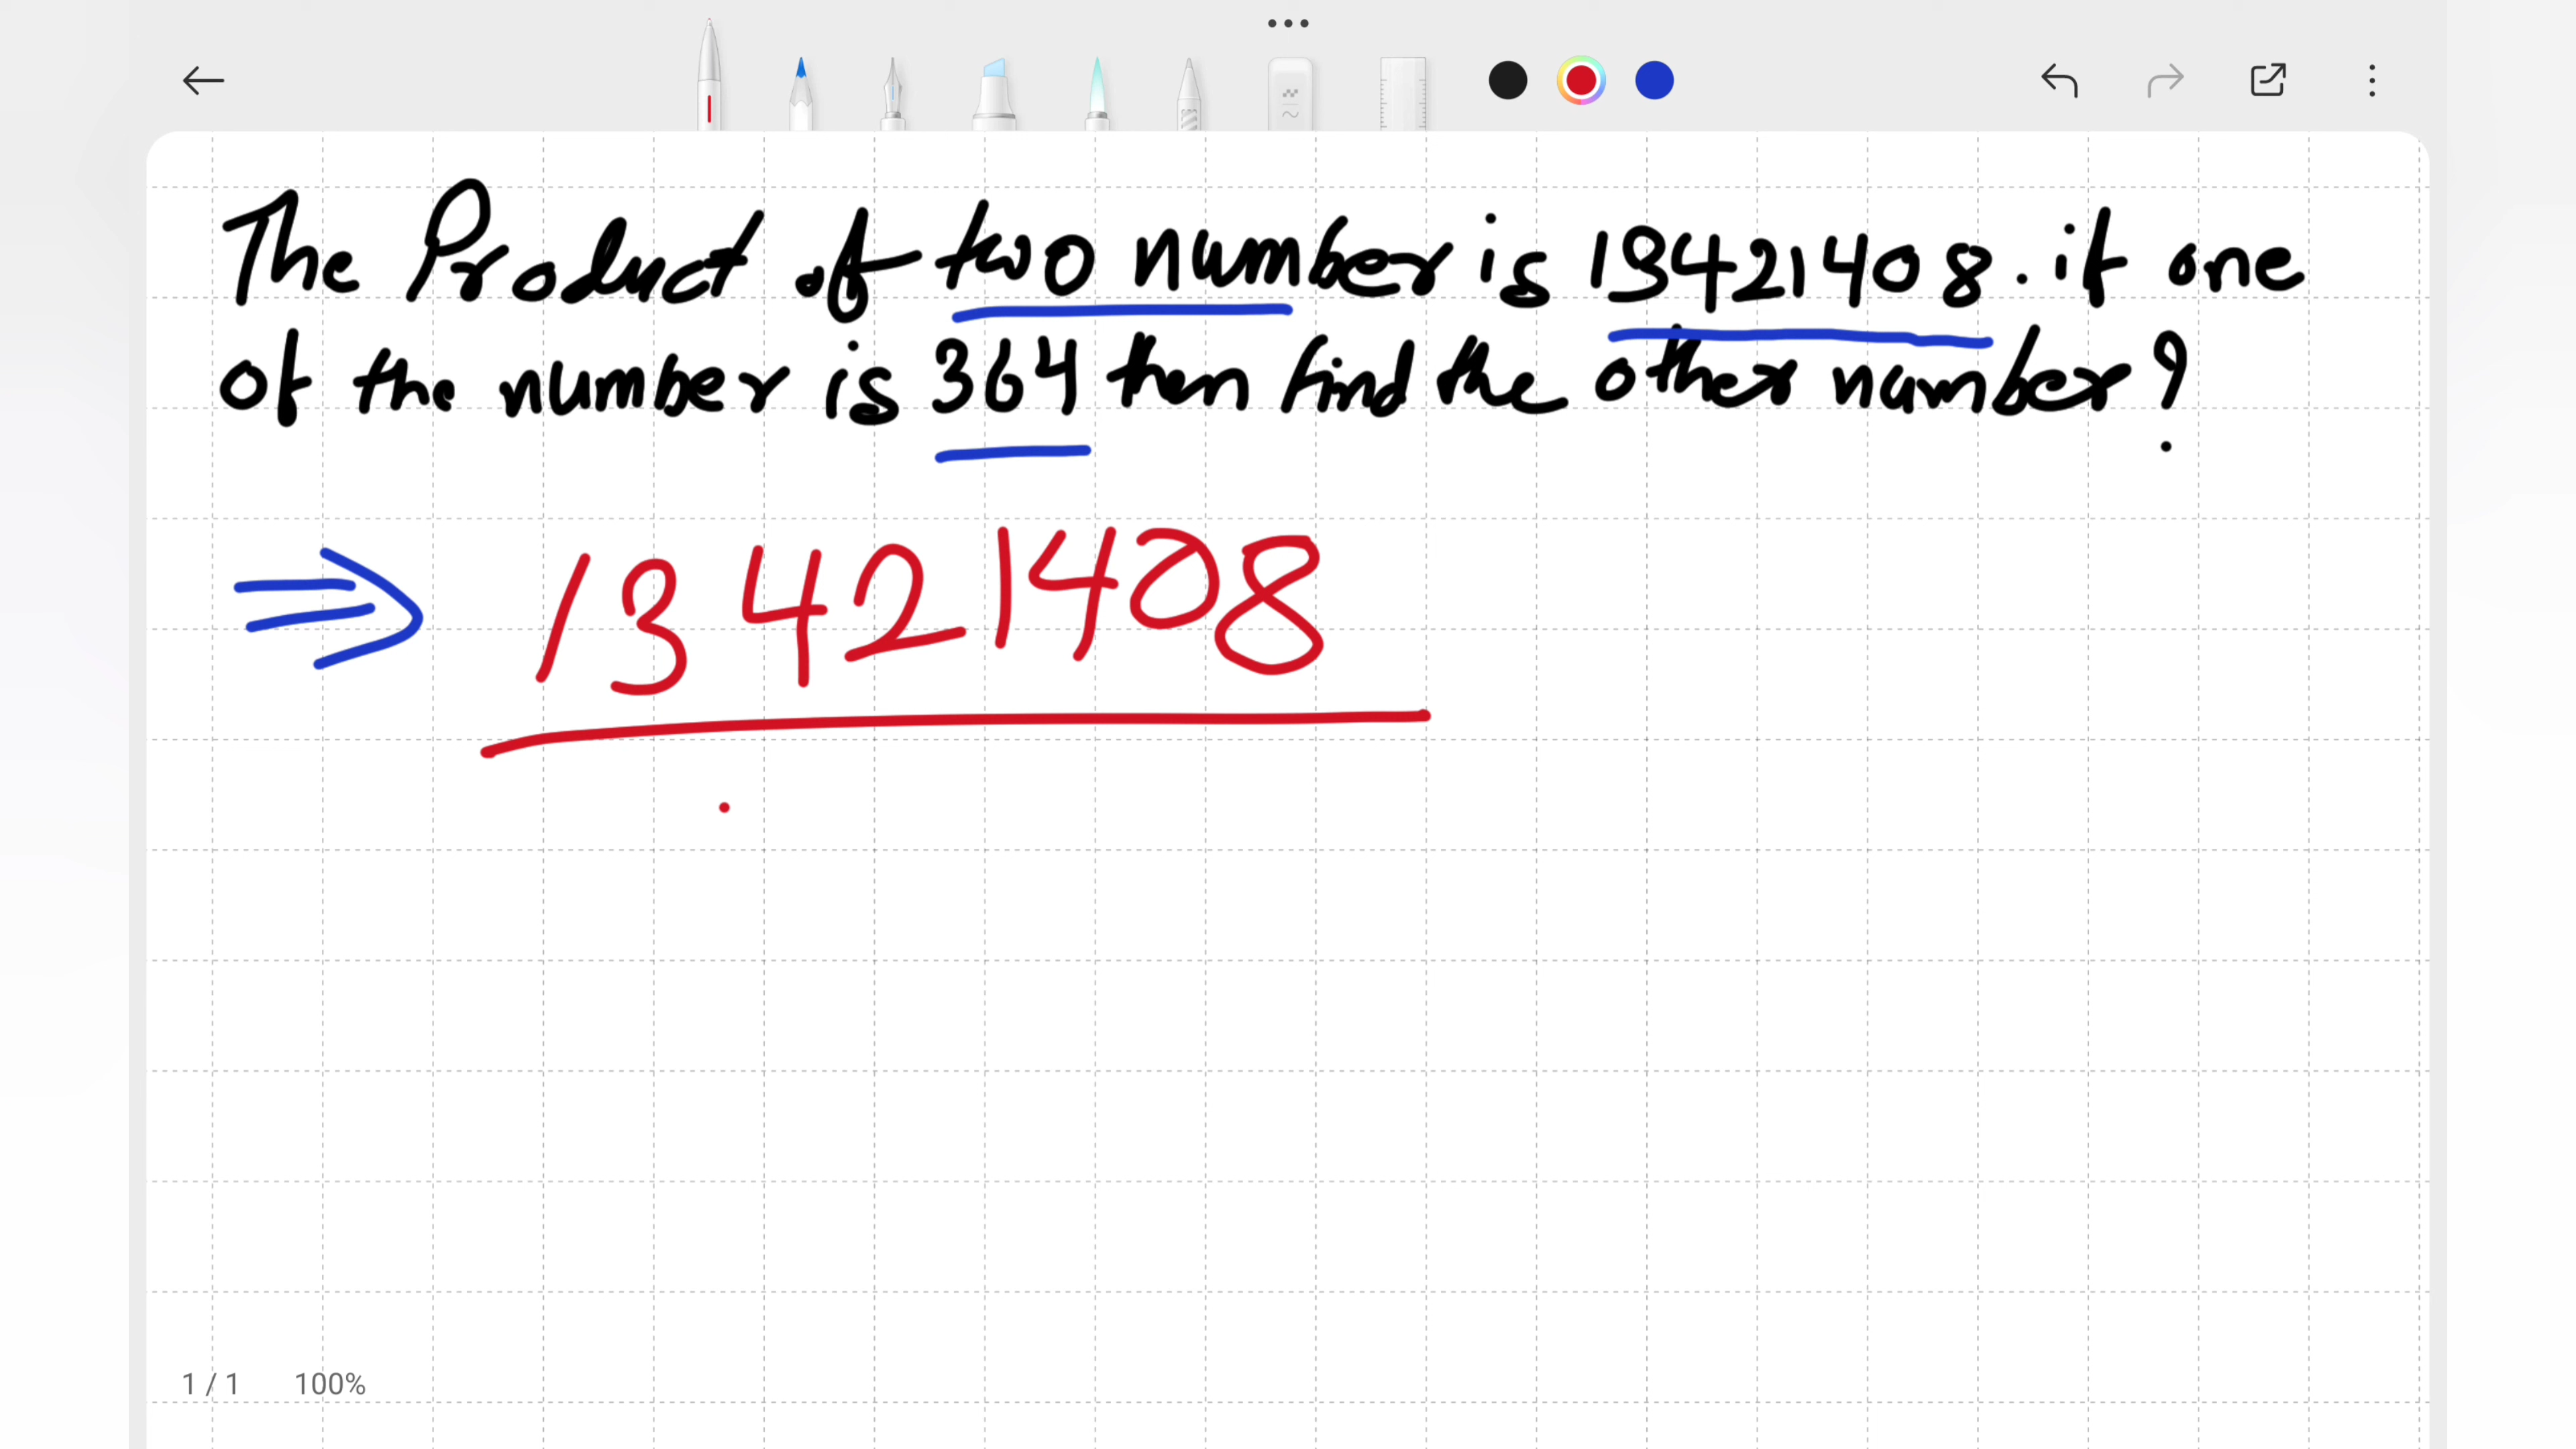 The Product of two number is 13421408. if one
of the number is 364 then find the other number?
13421408
1 / 1 100%